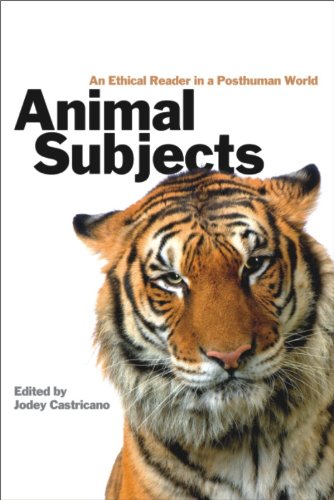 An Ethical Reader in a Posthuman World
Animal
Subjects
Edited by
Jodey Castricano